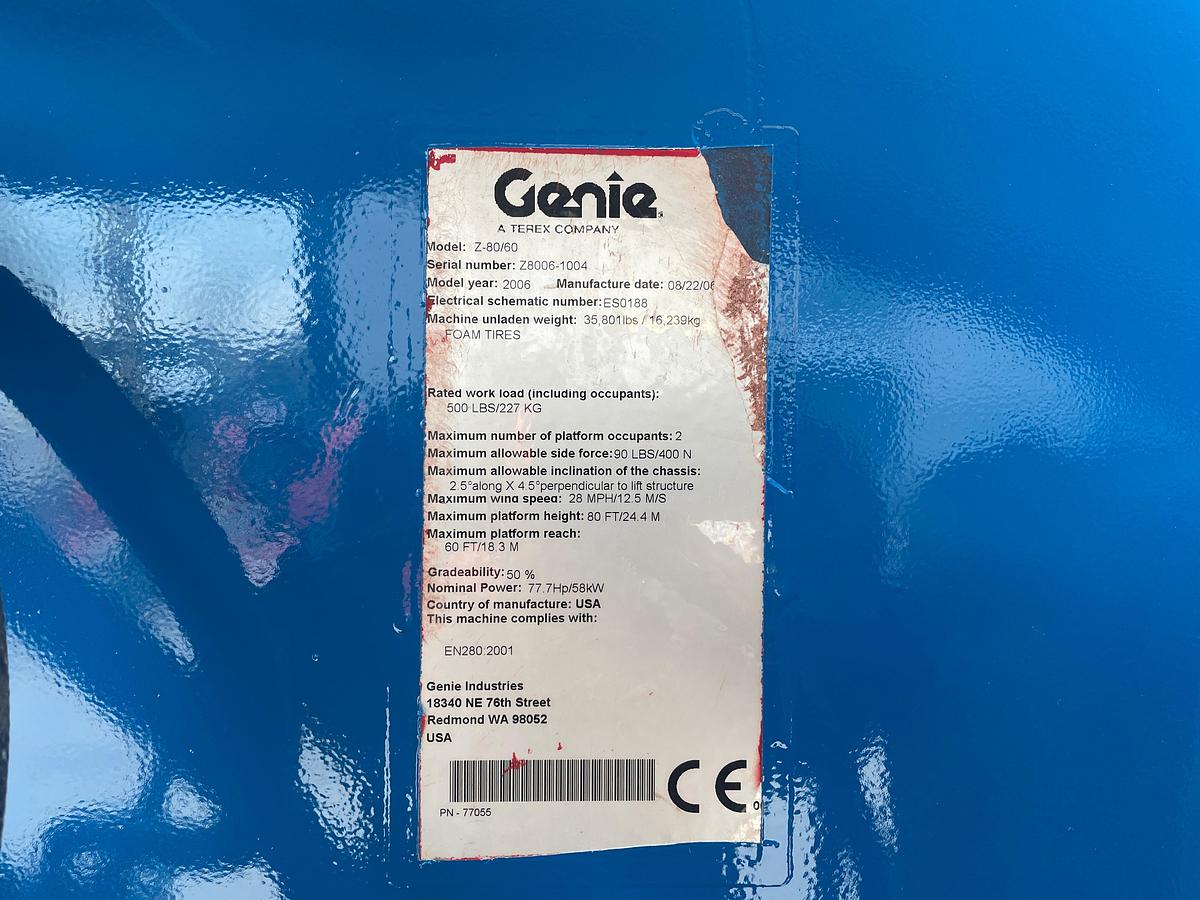 Genie
A TEREX COMPANY
Model: Z-80/60
Serial number: Z8006-1004
Model year: 2006 Manufacture date: 08/22/06
Electrical schematic number: ES0188
Machine unladen weight: 35,801lbs / 16,239kg
FOAM TIRES
Rated work load (including occupants):
500 LBS/227 KG
Maximum number of platform occupants: 2
Maximum allowable side force: 90 LBS/400 N
Maximum allowable inclination of the chassis:
2.5°along X 4.5°perpendicular to lift structure
Maximum wind speed: 28 MPH/12.5 M/S
Maximum platform height: 80 FT/24.4 M
Maximum platform reach:
60 FT/18.3 M
Gradeability: 50 %
Nominal Power: 77.7Hp/58kW
Country of manufacture: USA
This machine complies with:
EN280:2001
Genie Industries
18340 NE 76th Street
Redmond WA 98052
USA
CE
PN - 77055